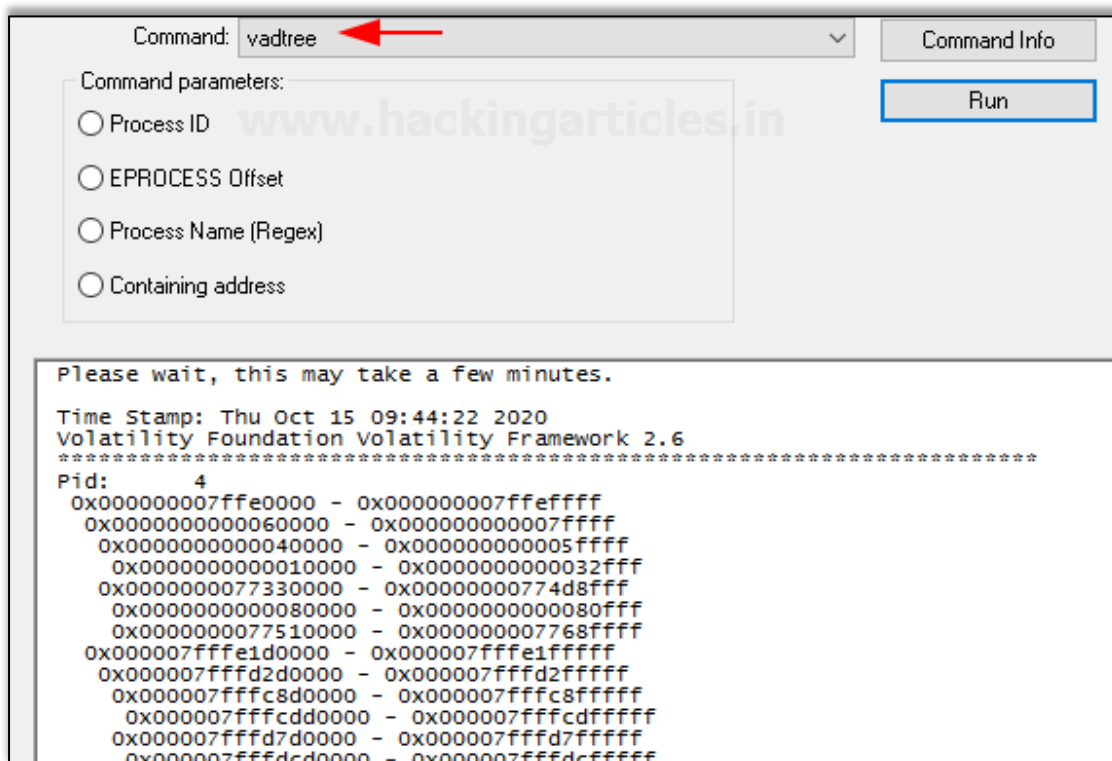 Command: vadtree Command Info
Command parameters:
Run
Process ID www.hackingarticles.in
EPROCESS Offset
Process Name (Regex)
Containing address
Please wait, this may take a few minutes.
Time Stamp: Thu Oct 15 09:44:22 2020
Volatility Foundation Volatility Framework 2.6
************************************************************************
Pid: 4
0x000000007ffe0000 - 0x000000007ffeffff
0x0000000000060000 - 0x000000000007ffff
0x0000000000040000 - 0x000000000005ffff
0x0000000000010000 - 0x0000000000032fff
0x0000000077330000 - 0x00000000774d8fff
0x0000000000080000 - 0x0000000000080fff
0x0000000077510000 - 0x000000007768ffff
0x000007fffe1d0000 - 0x000007fffe1fffff
0x000007fffd2d0000 - 0x000007fffd2fffff
0x000007fffc8d0000 - 0x000007fffc8fffff
0x000007fffcdd0000 - 0x000007fffcdfffff
0x000007fffd7d0000 - 0x000007fffd7fffff
0x000007fffdcd0000 - 0x000007fffdcfffff